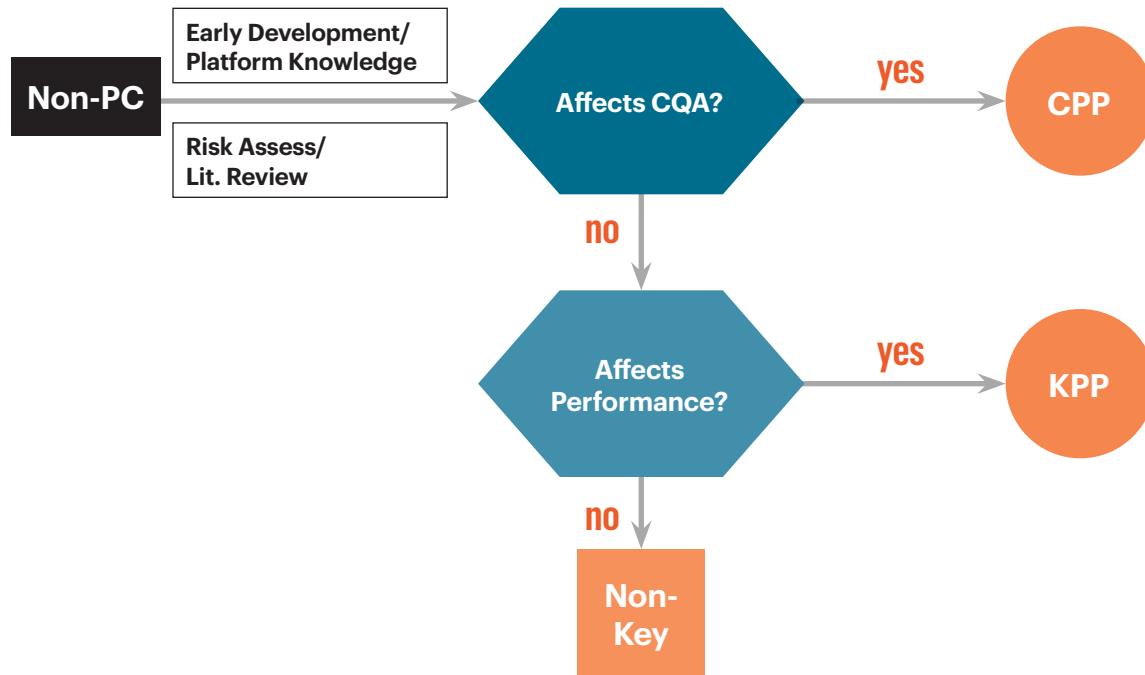 Early Development/
Platform Knowledge
Non-PC
Risk Assess/
Lit. Review
Affects CQA?
yes
CPP
no
Affects
Performance?
yes
KPP
no
Non-
Key